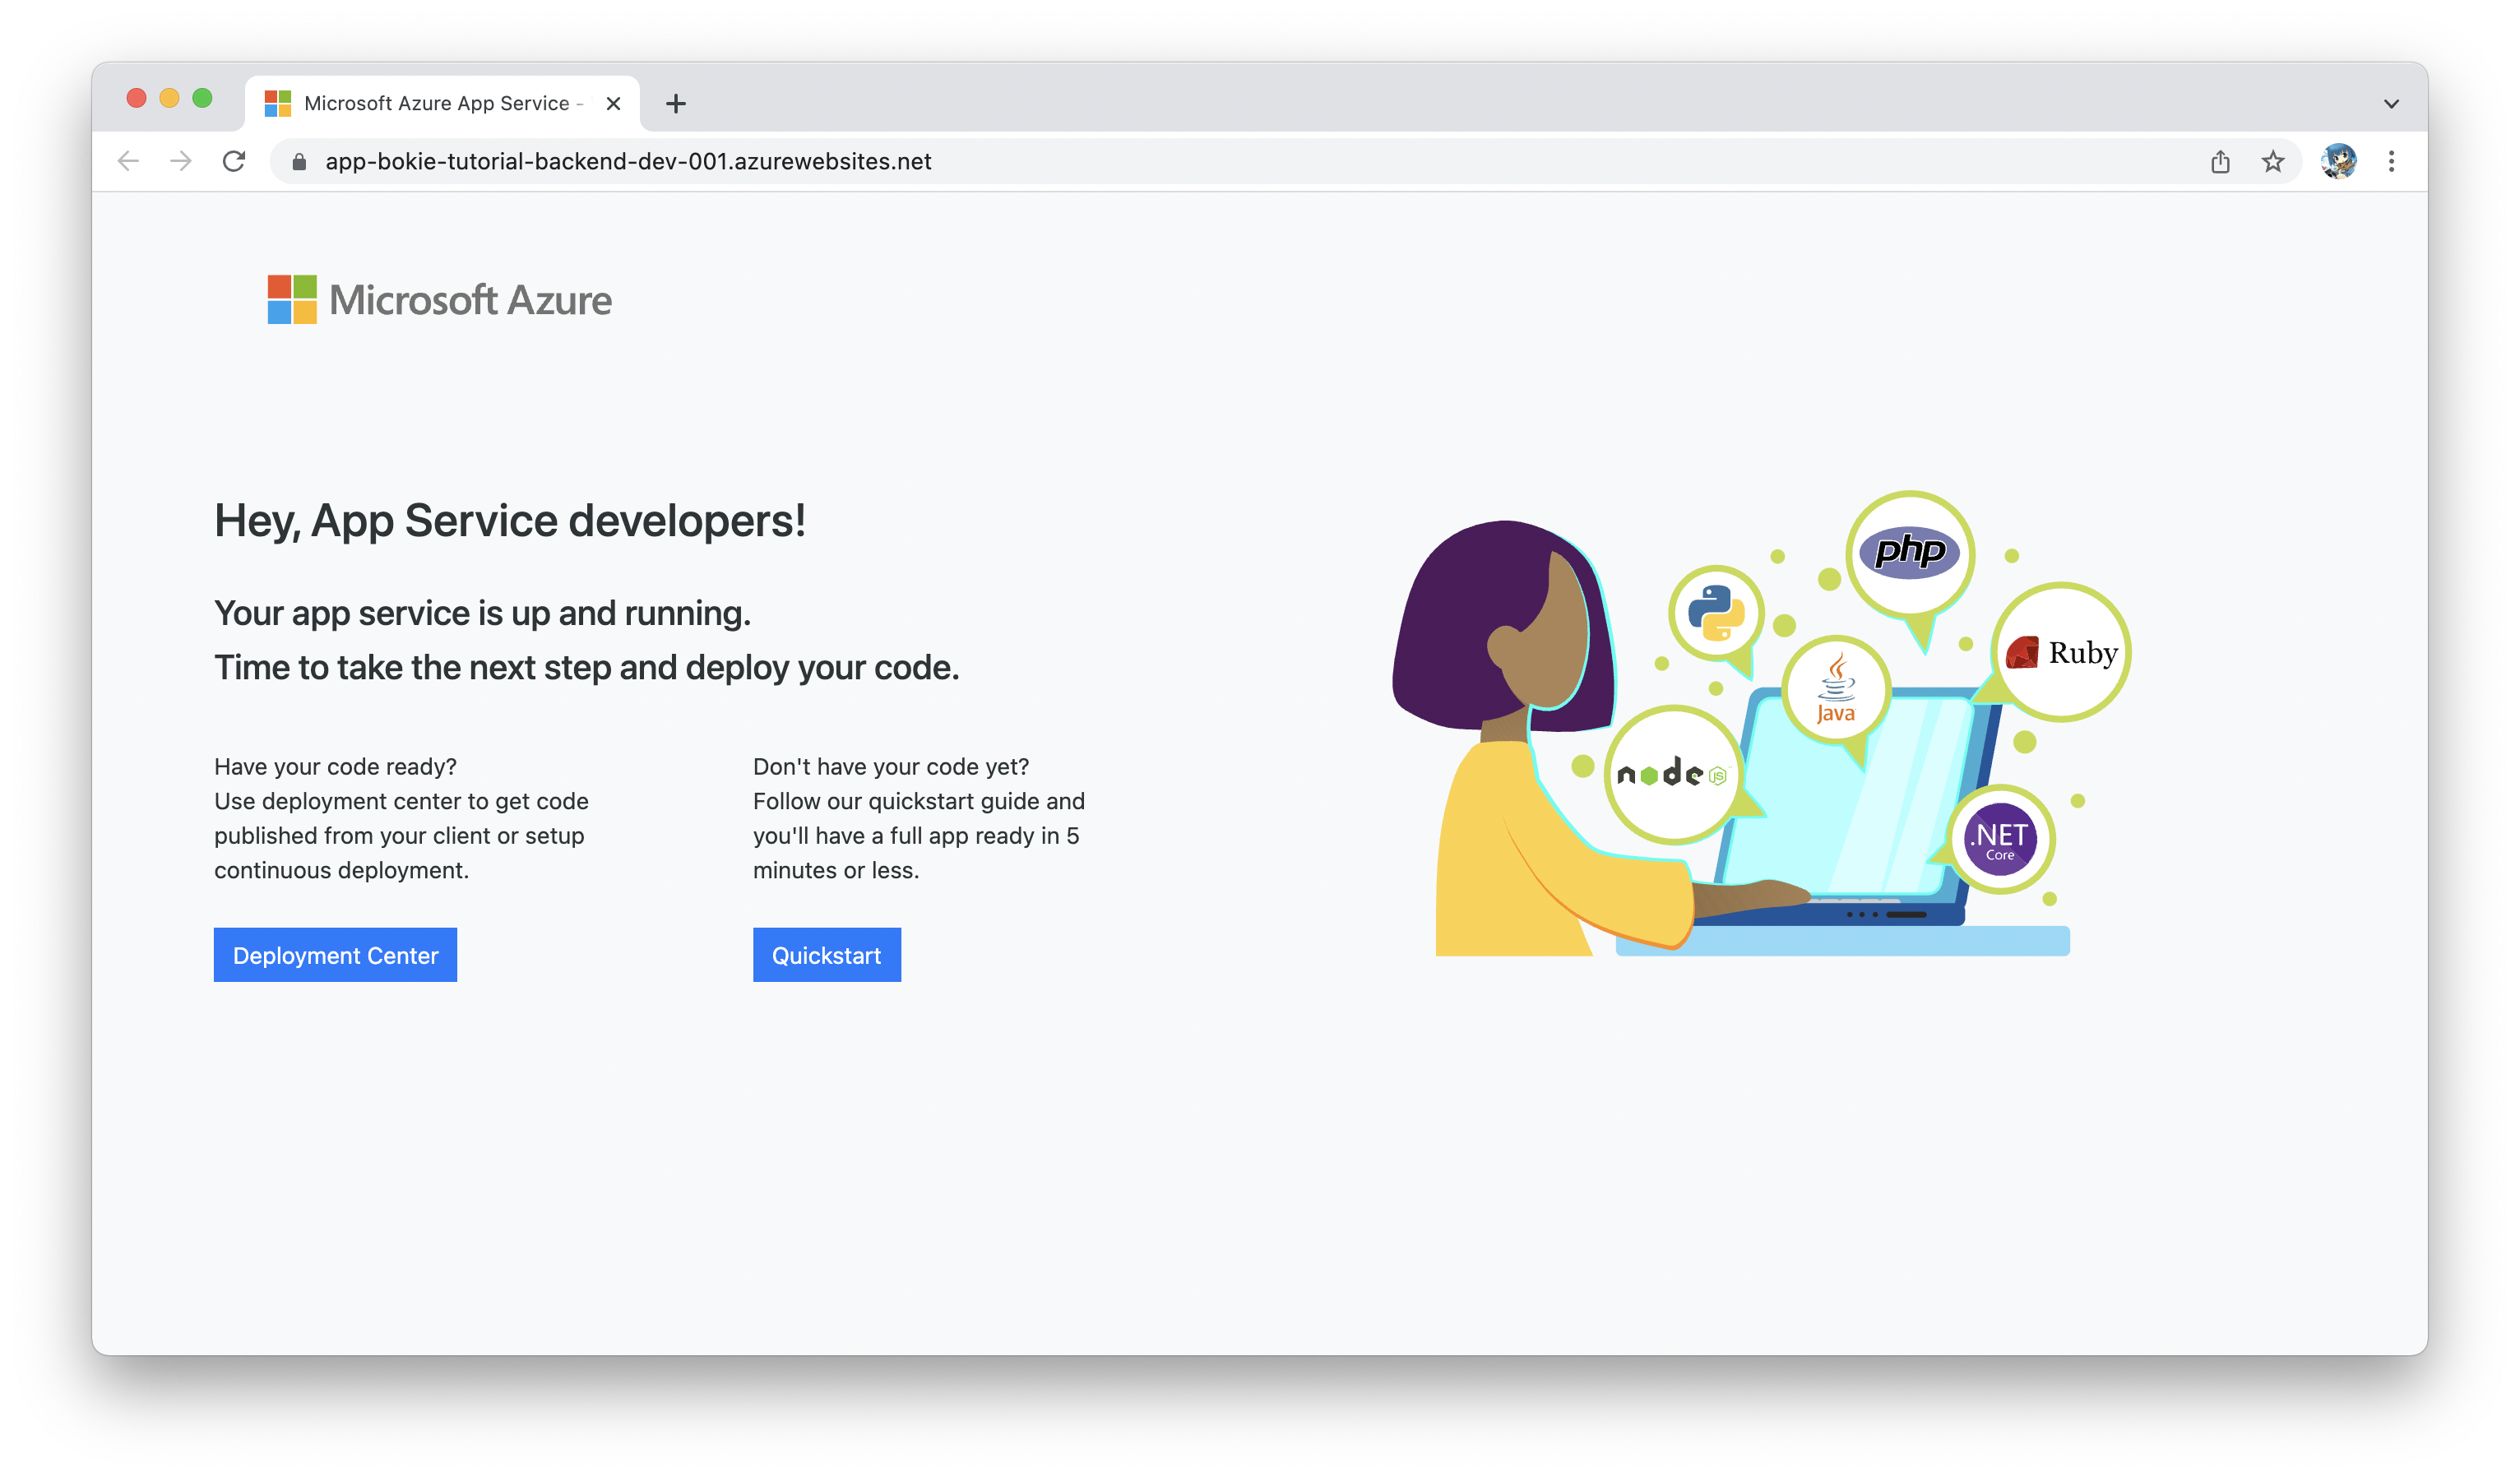 Microsoft Azure App Service -
app-bokie-tutorial-backend-dev-001.azurewebsites.net
Microsoft Azure
Hey, App Service developers!
Your app service is up and running.
Time to take the next step and deploy your code.
Have your code ready?
Use deployment center to get code
published from your client or setup
continuous deployment.
Deployment Center
Don't have your code yet?
Follow our quickstart guide and
you'll have a full app ready in 5
minutes or less.
Quickstart
php
Ruby
Java
node
JS
.NET
Core